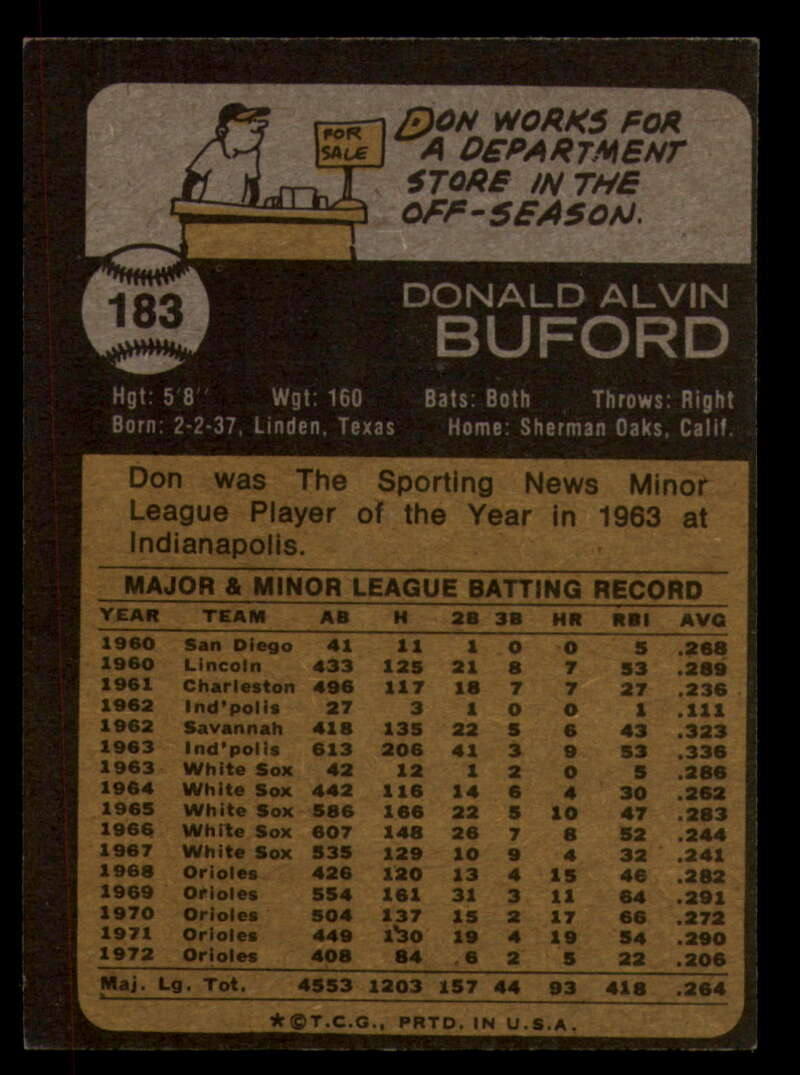 FOR
SALE
DON WORKS FOR
A DEPARTMENT
STORE IN THE
OFF-SEASON.
183
DONALD ALVIN
BUFORD
Hgt: 5'8" Wgt: 160 Bats: Both Throws: Right
Born: 2-2-37, Linden, Texas Home: Sherman Oaks, Calif.
Don was The Sporting News Minor
League Player of the Year in 1963 at
Indianapolis.
MAJOR & MINOR LEAGUE BATTING RECORD
YEAR TEAM AB H 2B 3B HR RBI AVG
1960 San Diego 41 11 1 0 0 5 .268
1960 Lincoln 433 125 21 8 7 53 .289
1961 Charleston 496 117 18 7 7 27 .236
1962 Ind'polis 27 3 1 0 0 1 .111
1962 Savannah 418 135 22 5 6 43 .323
1963 Ind'polis 613 206 41 3 9 53 .336
1963 White Sox 42 12 1 2 0 5 .286
1964 White Sox 442 116 14 6 4 30 .262
1965 White Sox 586 166 22 5 10 47 .283
1966 White Sox 607 148 26 7 8 52 .244
1967 White Sox 535 129 10 9 4 32 .241
1968 Orioles 426 120 13 4 15 46 .282
1969 Orioles 554 161 31 3 11 64 .291
1970 Orioles 504 137 15 2 17 66 .272
1971 Orioles 449 130 19 4 19 54 .290
1972 Orioles 408 84 6 2 5 22 .206
Maj. Lg. Tot. 4553 1203 157 44 93 418 .264
*©T.C.G., PRTD. IN U.S.A.